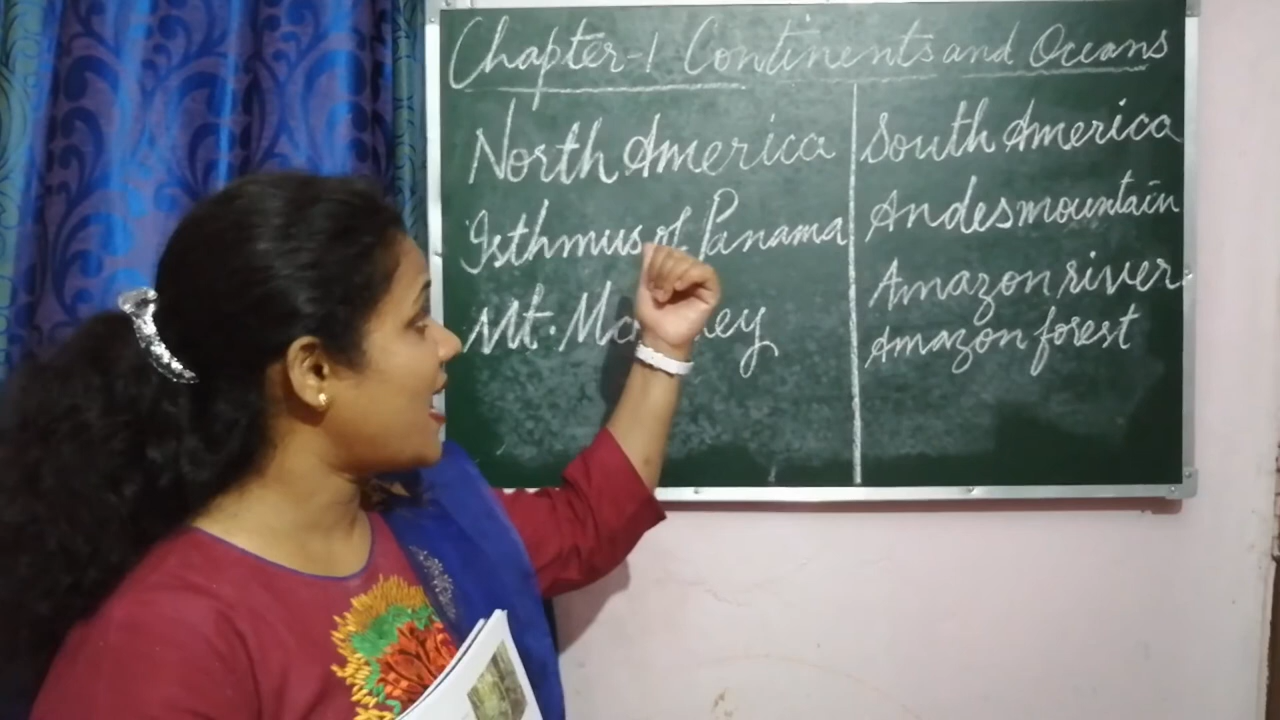 Chapter-1 Continents and Oceans
North America
Isthmus of Panama
Mt.
South America
Andes mountain
Amazon river
Amazon forest